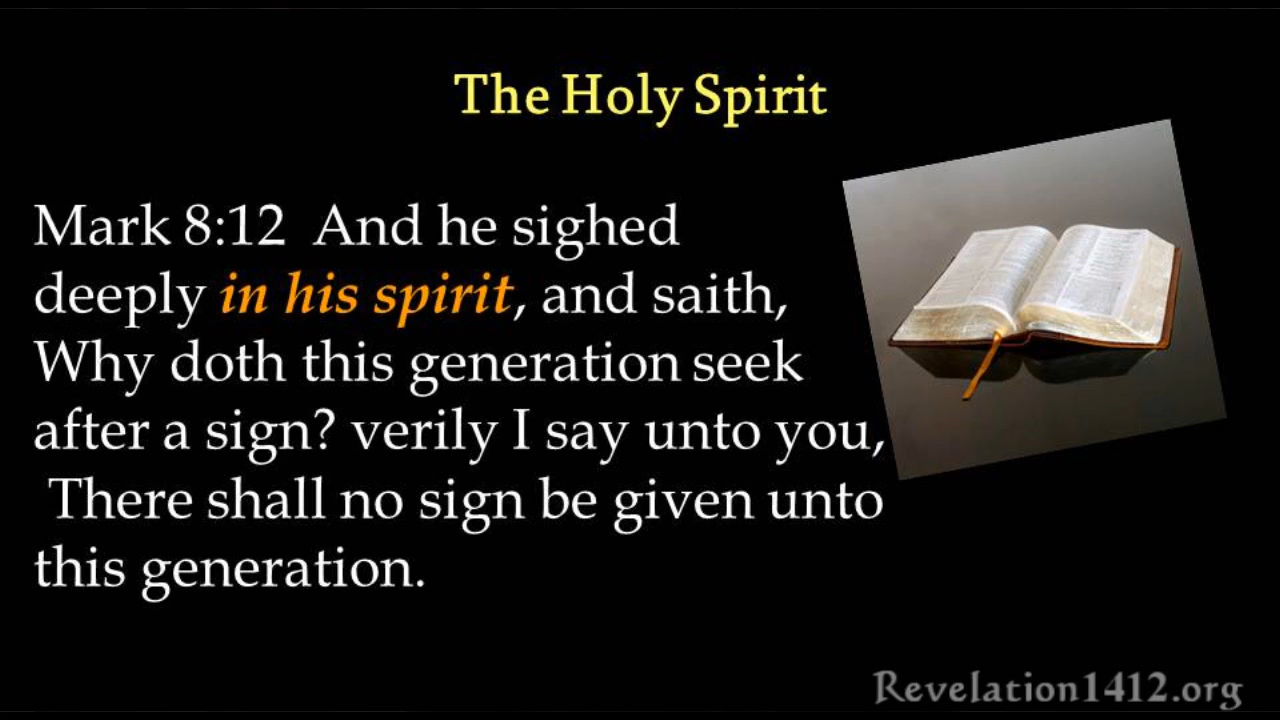 The Holy Spirit
Mark 8:12  And he sighed
deeply in his spirit, and saith,
Why doth this generation seek
after a sign? verily I say unto you,
There shall no sign be given unto
this generation.
Revelation1412.org